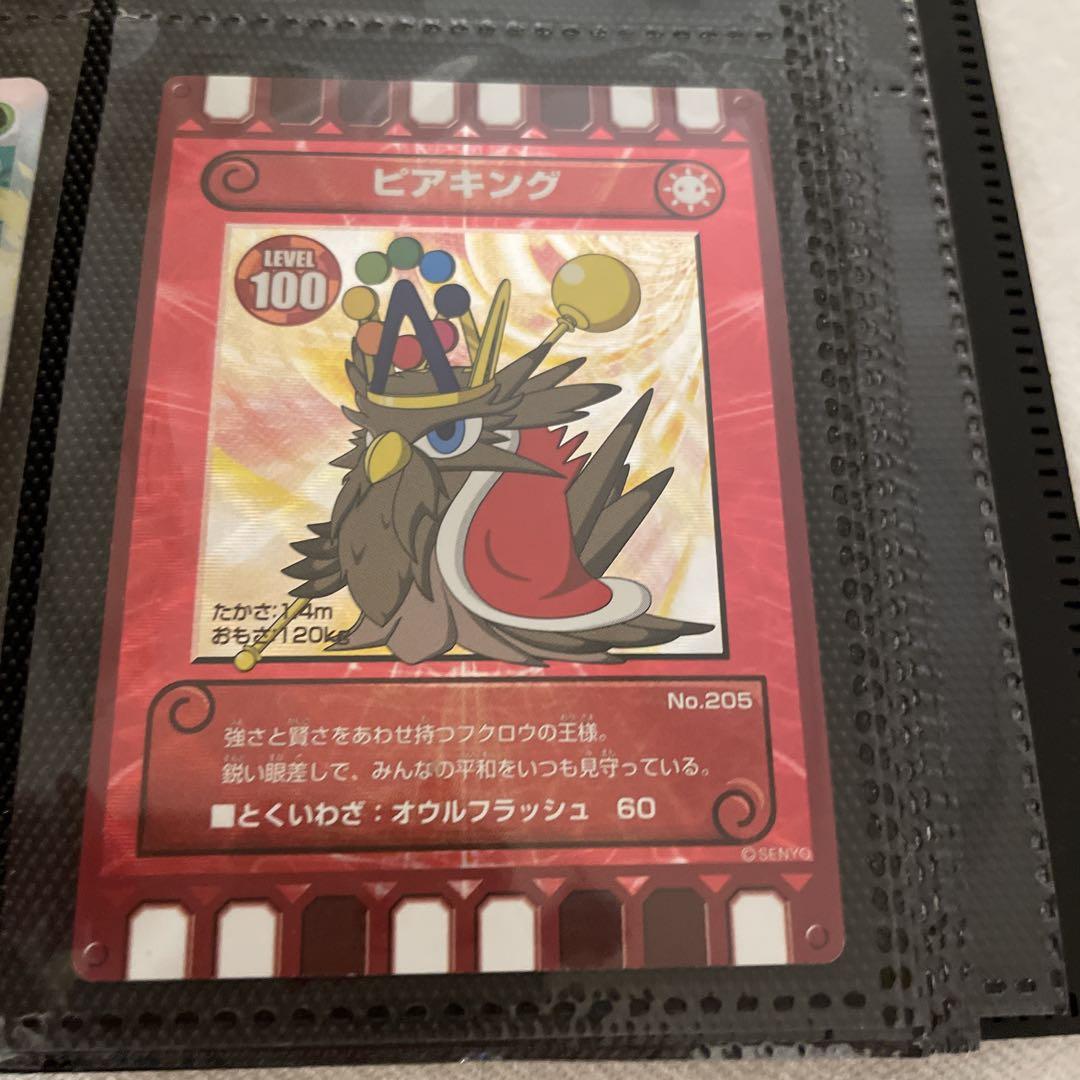 ピアキング
LEVEL
100
たかさ:1.4m
おもさ:120kg
No.205
強さと賢さをあわせ持つフクロウの王様。
鋭い眼差しで、みんなの平和をいつも見守っている。
■とくいわざ：オウルフラッシュ 60
©SENYO